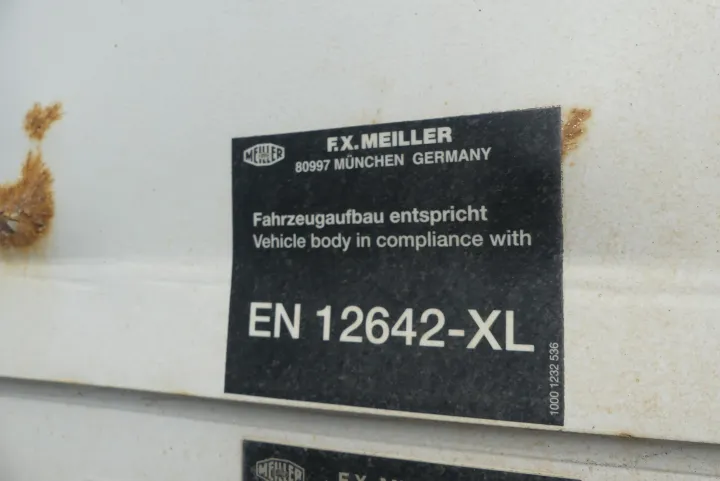 MEILLER
F.X. MEILLER
80997 MÜNCHEN GERMANY
Fahrzeugaufbau entspricht
Vehicle body in compliance with
EN 12642-XL
1000 1232 536
MEILLER
F.X. MEILLER